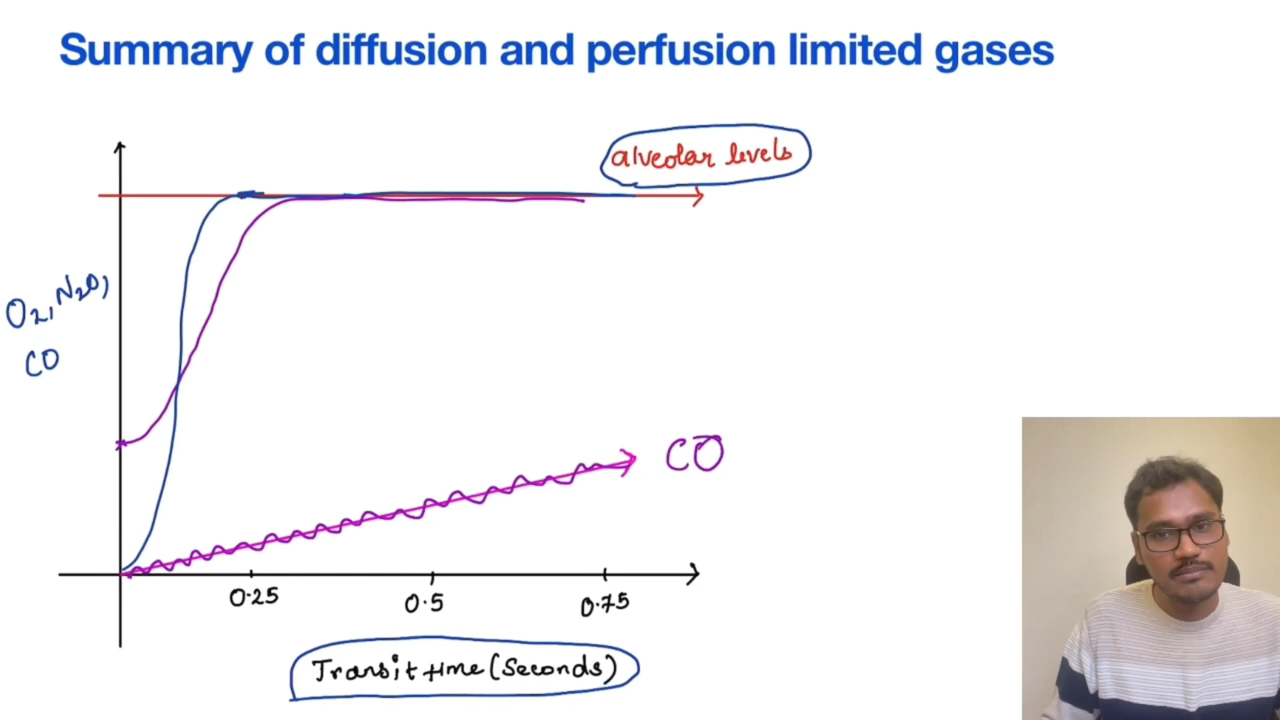 Summary of diffusion and perfusion limited gases
alveolar levels
O₂, N₂O,
CO
CO
0.25
0.5
0.75
Transit time (Seconds)